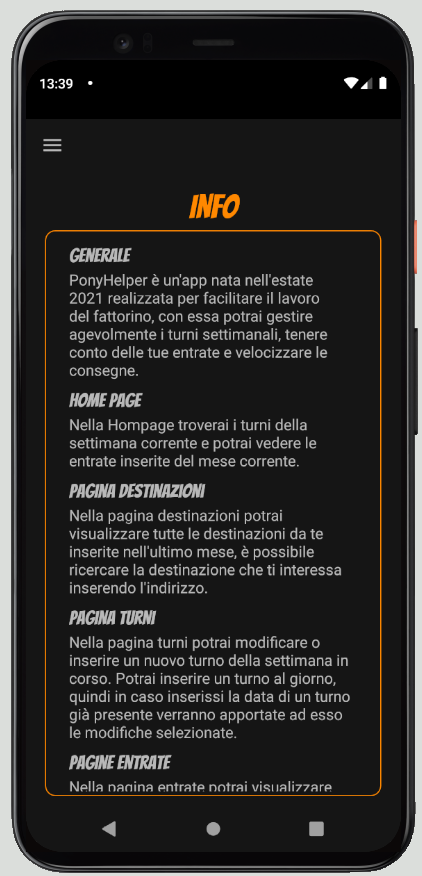 13:39
INFO
GENERALE
PonyHelper è un'app nata nell'estate
2021 realizzata per facilitare il lavoro
del fattorino, con essa potrai gestire
agevolmente i turni settimanali, tenere
conto delle tue entrate e velocizzare le
consegne.
HOME PAGE
Nella Hompage troverai i turni della
settimana corrente e potrai vedere le
entrate inserite del mese corrente.
PAGINA DESTINAZIONI
Nella pagina destinazioni potrai
visualizzare tutte le destinazioni da te
inserite nell'ultimo mese, è possibile
ricercare la destinazione che ti interessa
inserendo l'indirizzo.
PAGINA TURNI
Nella pagina turni potrai modificare o
inserire un nuovo turno della settimana in
corso. Potrai inserire un turno al giorno,
quindi in caso inserissi la data di un turno
già presente verranno apportate ad esso
le modifiche selezionate.
PAGINE ENTRATE
Nella pagina entrate potrai visualizzare